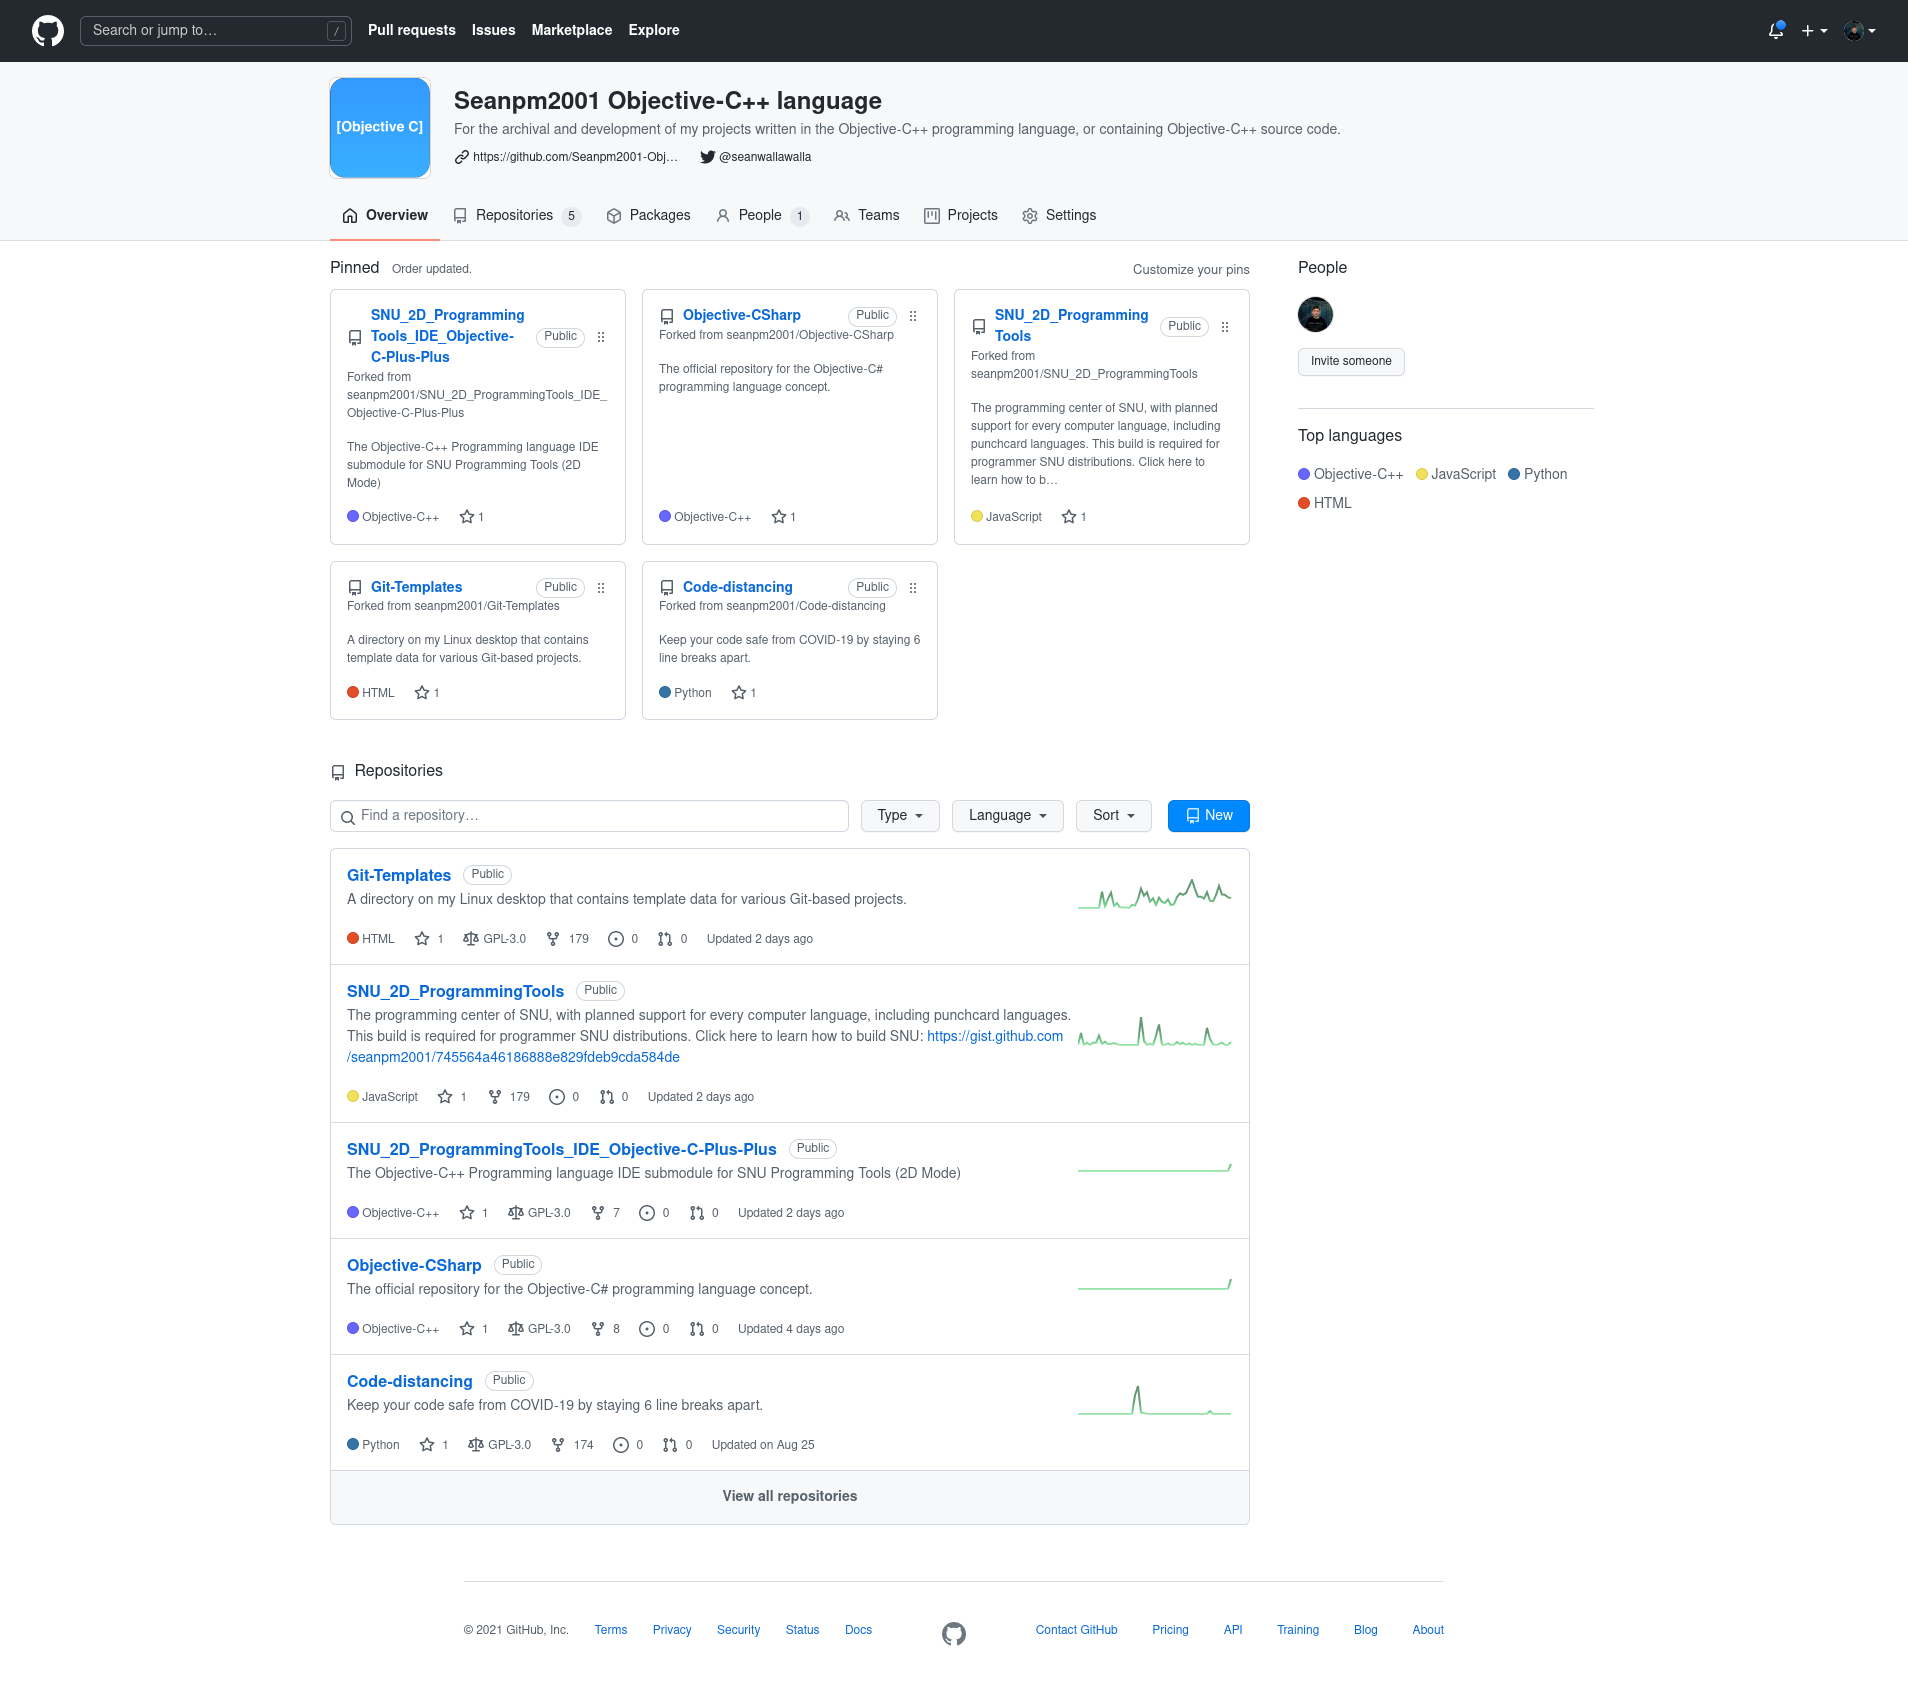 Search or jump to…
/
Pull requests
Issues
Marketplace
Explore
[Objective C]
Seanpm2001 Objective-C++ language
For the archival and development of my projects written in the Objective-C++ programming language, or containing Objective-C++ source code.
https://github.com/Seanpm2001-Obj…
@seanwallawalla
Overview
Repositories 5
Packages
People 1
Teams
Projects
Settings
Pinned
Order updated.
Customize your pins
SNU_2D_Programming
Tools_IDE_Objective-
C-Plus-Plus
Public
Forked from
seanpm2001/SNU_2D_ProgrammingTools_IDE_
Objective-C-Plus-Plus
The Objective-C++ Programming language IDE
submodule for SNU Programming Tools (2D
Mode)
Objective-C++ 1
Objective-CSharp
Public
Forked from seanpm2001/Objective-CSharp
The official repository for the Objective-C#
programming language concept.
Objective-C++ 1
SNU_2D_Programming
Tools
Public
Forked from
seanpm2001/SNU_2D_ProgrammingTools
The programming center of SNU, with planned
support for every computer language, including
punchcard languages. This build is required for
programmer SNU distributions. Click here to
learn how to b…
JavaScript 1
Git-Templates
Public
Forked from seanpm2001/Git-Templates
A directory on my Linux desktop that contains
template data for various Git-based projects.
HTML 1
Code-distancing
Public
Forked from seanpm2001/Code-distancing
Keep your code safe from COVID-19 by staying 6
line breaks apart.
Python 1
People
Invite someone
Top languages
Objective-C++ JavaScript Python
HTML
Repositories
Find a repository…
Type
Language
Sort
New
Git-Templates Public
A directory on my Linux desktop that contains template data for various Git-based projects.
HTML 1 GPL-3.0 179 0 0 Updated 2 days ago
SNU_2D_ProgrammingTools Public
The programming center of SNU, with planned support for every computer language, including punchcard languages.
This build is required for programmer SNU distributions. Click here to learn how to build SNU: https://gist.github.com
/seanpm2001/745564a46186888e829fdeb9cda584de
JavaScript 1 179 0 0 Updated 2 days ago
SNU_2D_ProgrammingTools_IDE_Objective-C-Plus-Plus Public
The Objective-C++ Programming language IDE submodule for SNU Programming Tools (2D Mode)
Objective-C++ 1 GPL-3.0 7 0 0 Updated 2 days ago
Objective-CSharp Public
The official repository for the Objective-C# programming language concept.
Objective-C++ 1 GPL-3.0 8 0 0 Updated 4 days ago
Code-distancing Public
Keep your code safe from COVID-19 by staying 6 line breaks apart.
Python 1 GPL-3.0 174 0 0 Updated on Aug 25
View all repositories
© 2021 GitHub, Inc.
Terms
Privacy
Security
Status
Docs
Contact GitHub
Pricing
API
Training
Blog
About